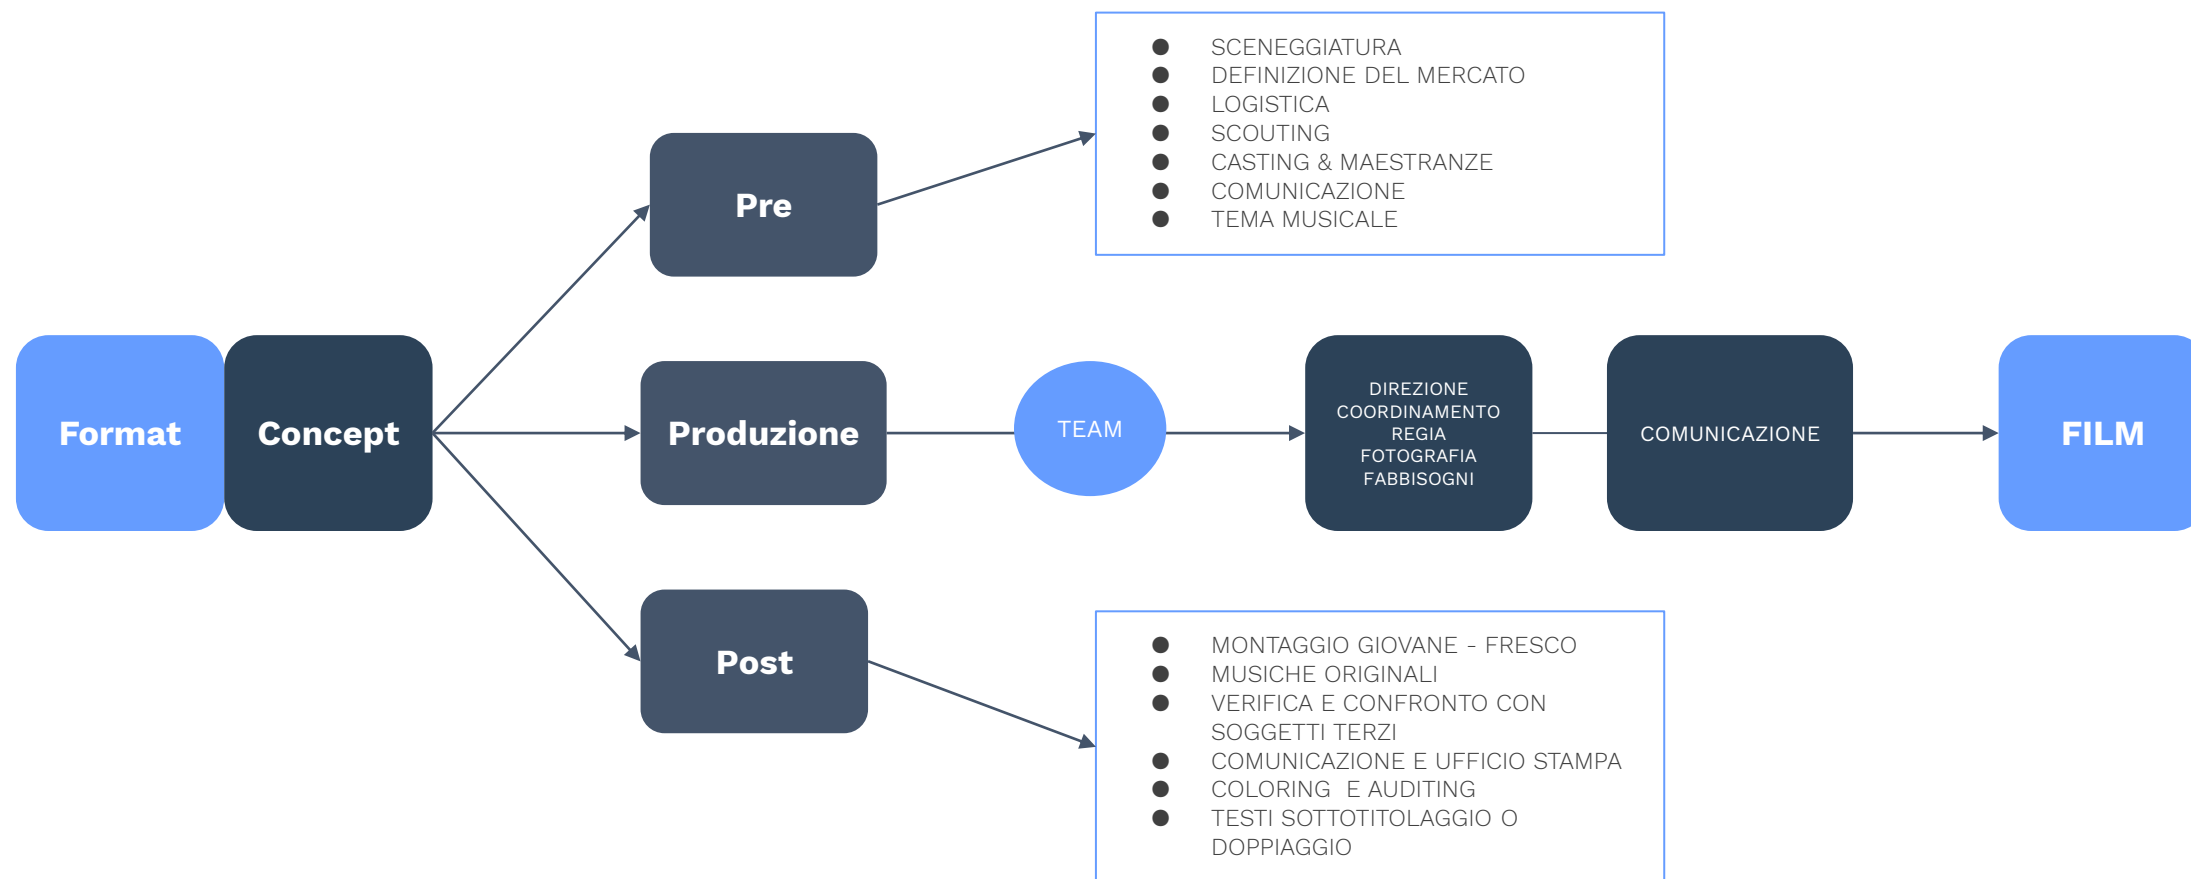 SCENEGGIATURA
DEFINIZIONE DEL MERCATO
LOGISTICA
SCOUTING
CASTING & MAESTRANZE
COMUNICAZIONE
TEMA MUSICALE
Pre
Format
Concept
Produzione
TEAM
DIREZIONE
COORDINAMENTO
REGIA
FOTOGRAFIA
FABBISOGNI
COMUNICAZIONE
FILM
Post
MONTAGGIO GIOVANE - FRESCO
MUSICHE ORIGINALI
VERIFICA E CONFRONTO CON
SOGGETTI TERZI
COMUNICAZIONE E UFFICIO STAMPA
COLORING E AUDITING
TESTI SOTTOTITOLAGGIO O
DOPPIAGGIO